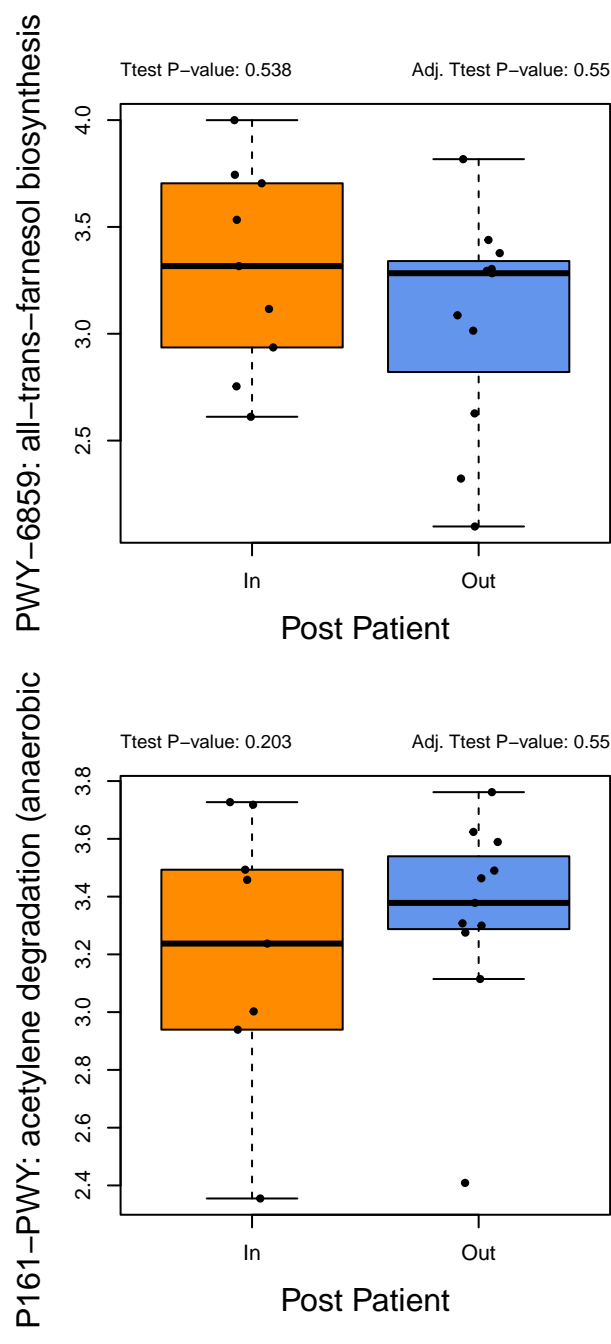 Ttest P−value: 0.538
Adj. Ttest P−value: 0.55
PWY−6859: all−trans−farnesol biosynthesis
4.0
3.5
3.0
2.5
In
Out
Post Patient
Ttest P−value: 0.203
Adj. Ttest P−value: 0.55
P161−PWY: acetylene degradation (anaerobic
3.8
3.6
3.4
3.2
3.0
2.8
2.6
2.4
In
Out
Post Patient